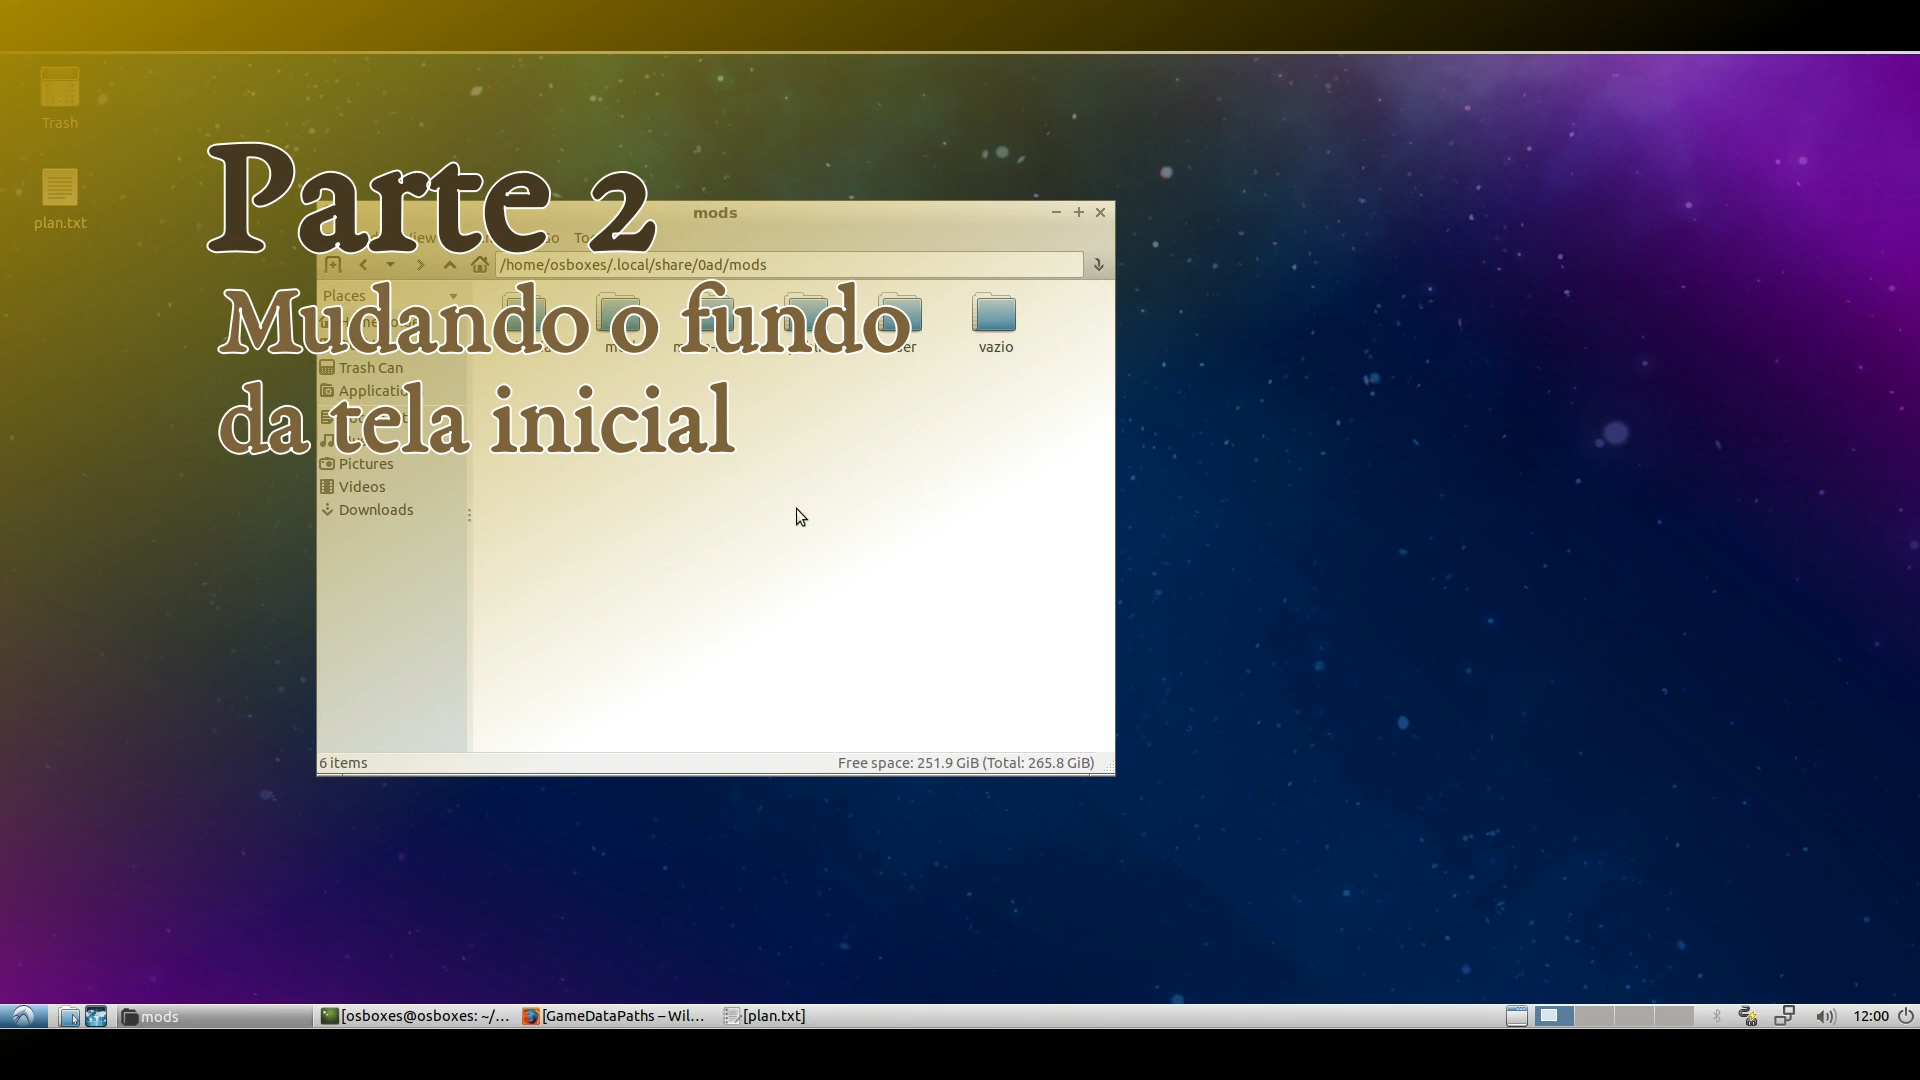 Trash
plan.txt
Parte 2
Mudando o fundo
da tela inicial
mods
/home/osboxes/.local/share/0ad/mods
Places
Trash Can
Pictures
Videos
Downloads
vazio
6 items
Free space: 251.9 GiB (Total: 265.8 GiB)
mods
[osboxes@osboxes: ~/...
[GameDataPaths – Wil...
[plan.txt]
12:00